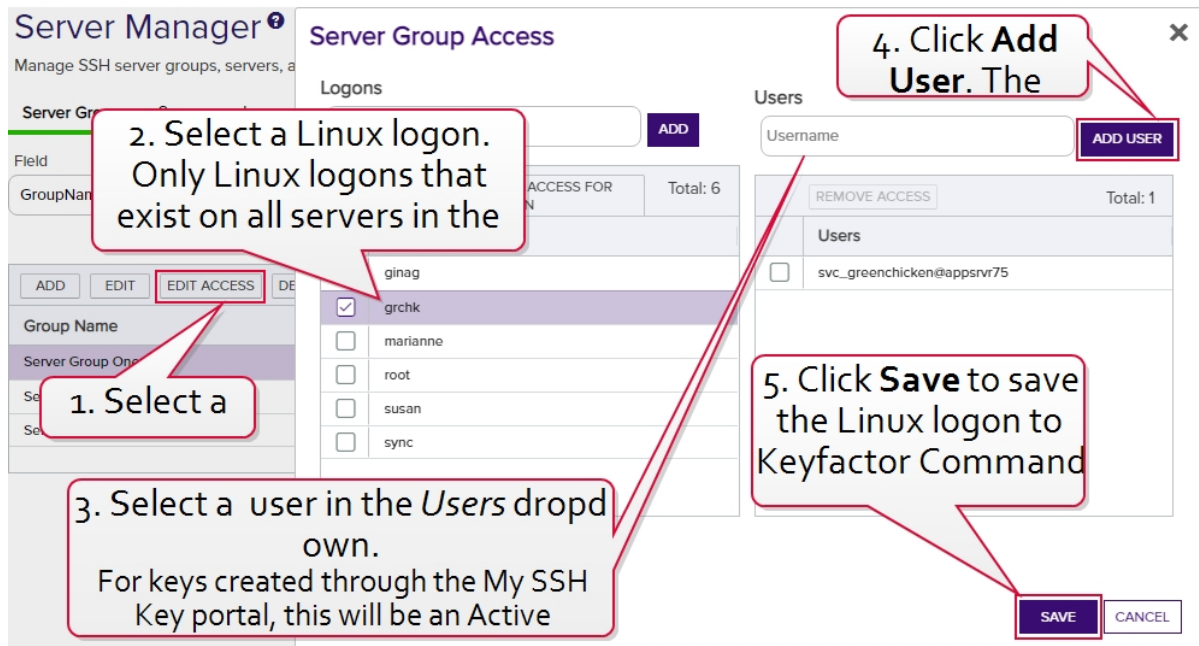 Server Manager ?
Manage SSH server groups, servers, a
Server Gr
Field
GroupNan
ADD EDIT EDIT ACCESS DE
Group Name
Server Group One
Se
Se
1. Select a
Server Group Access
Logons
ADD
2. Select a Linux logon.
Only Linux logons that
exist on all servers in the
ACCESS FOR
N
Total: 6
ginag
grchk
marianne
root
susan
sync
3. Select a user in the Users dropd
own.
For keys created through the My SSH
Key portal, this will be an Active
Users
Username
ADD USER
4. Click Add
User. The
REMOVE ACCESS Total: 1
Users
svc_greenchicken@appsrvr75
5. Click Save to save
the Linux logon to
Keyfactor Command
SAVE CANCEL